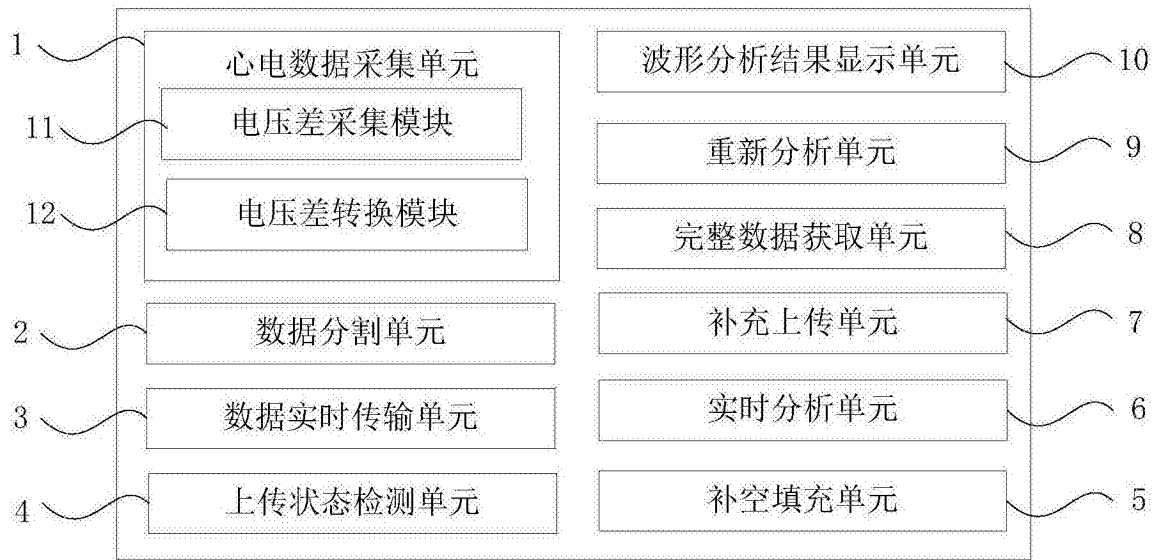 1
心电数据采集单元
11
电压差采集模块
12
电压差转换模块
2
数据分割单元
3
数据实时传输单元
4
上传状态检测单元
波形分析结果显示单元
10
重新分析单元
9
完整数据获取单元
8
补充上传单元
7
实时分析单元
6
补空填充单元
5